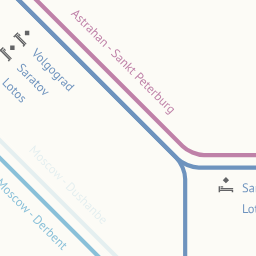 Astrahan - Sankt Peterburg
Volgograd
Saratov
Lotos
Moscow - Dushanbe
Moscow - Derbent